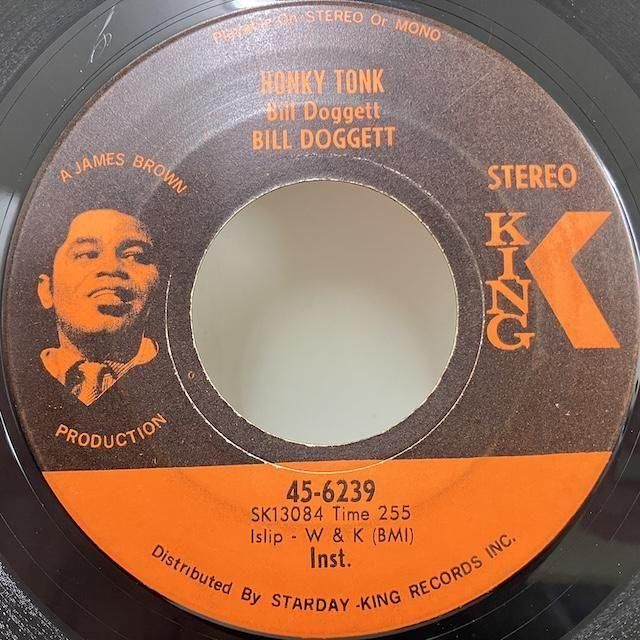 Playable On STEREO Or MONO
HONKY TONK
Bill Doggett
BILL DOGGETT
A JAMES BROWN
PRODUCTION
STEREO
KING
K
45-6239
SK13084 Time 255
Islip - W & K (BMI)
Inst.
Distributed By STARDAY-KING RECORDS INC.